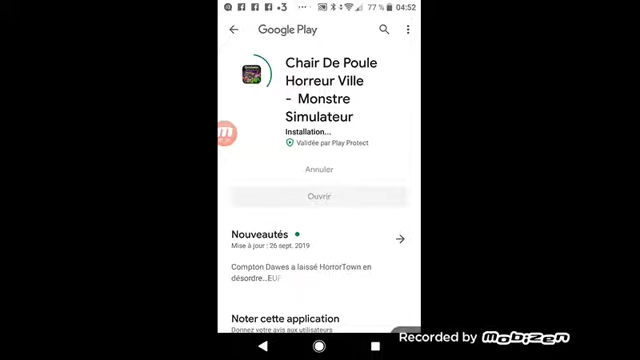 77 % 04:52
Google Play
Chair De Poule
Horreur Ville
- Monstre
Simulateur
Installation...
Validée par Play Protect
Annuler
Ouvrir
Nouveautés
Mise à jour : 26 sept. 2019
Compton Dawes a laissé HorrorTown en
désordre...EUF
Noter cette application
Donnez votre avis aux utilisateurs
Recorded by Mobizen